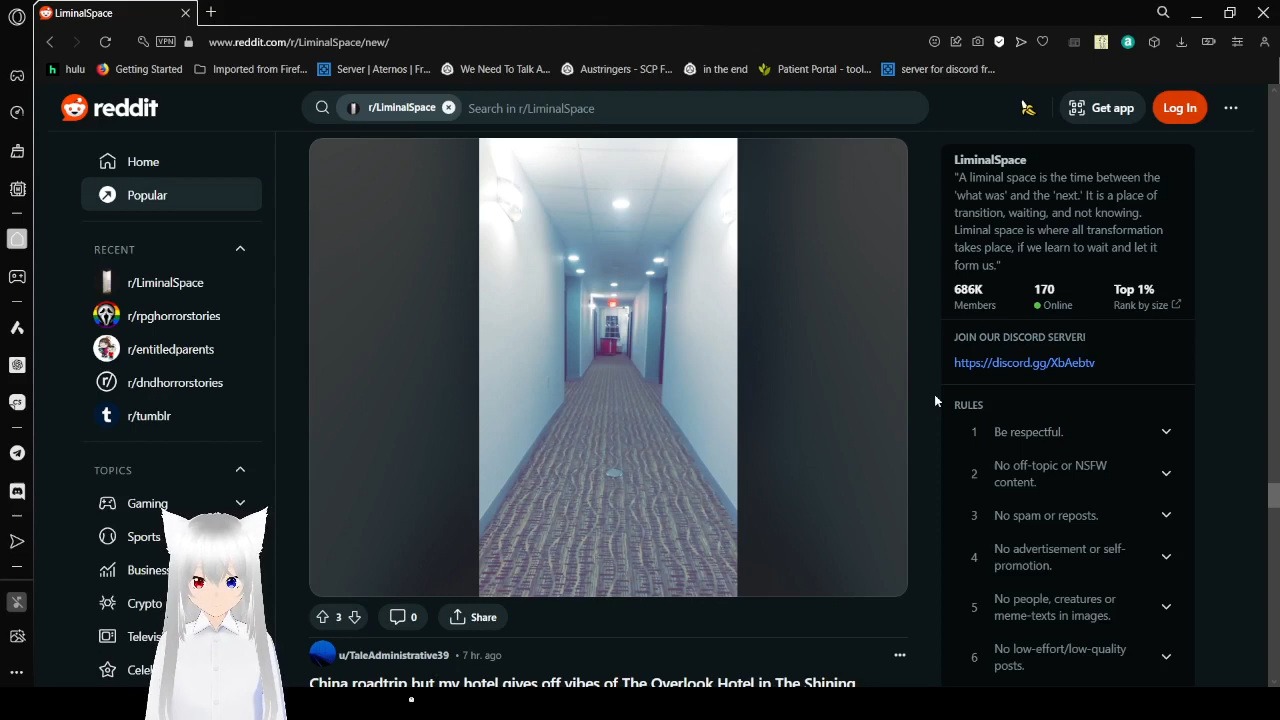 LiminalSpace
VPN
www.reddit.com/r/LiminalSpace/new/
hulu
Getting Started
Imported from Firef...
Server | Aternos | Fr...
We Need To Talk A...
Austringers - SCP F...
in the end
Patient Portal - tool...
server for discord fr...
reddit
r/LiminalSpace
Search in r/LiminalSpace
Get app
Log In
Home
Popular
RECENT
r/LiminalSpace
r/rpghorrorstories
r/entitledparents
r/dndhorrorstories
r/tumblr
TOPICS
Gaming
Sports
Business
Crypto
Televis
Celeb
3
0
Share
u/TaleAdministrative39 • 7 hr. ago
China roadtrip but my hotel gives off vibes of The Overlook Hotel in The Shining
LiminalSpace
"A liminal space is the time between the
'what was' and the 'next.' It is a place of
transition, waiting, and not knowing.
Liminal space is where all transformation
takes place, if we learn to wait and let it
form us."
686K
Members
170
Online
Top 1%
Rank by size
JOIN OUR DISCORD SERVER!
https://discord.gg/XbAebtv
RULES
1 Be respectful.
2 No off-topic or NSFW
content.
3 No spam or reposts.
4 No advertisement or self-
promotion.
5 No people, creatures or
meme-texts in images.
6 No low-effort/low-quality
posts.